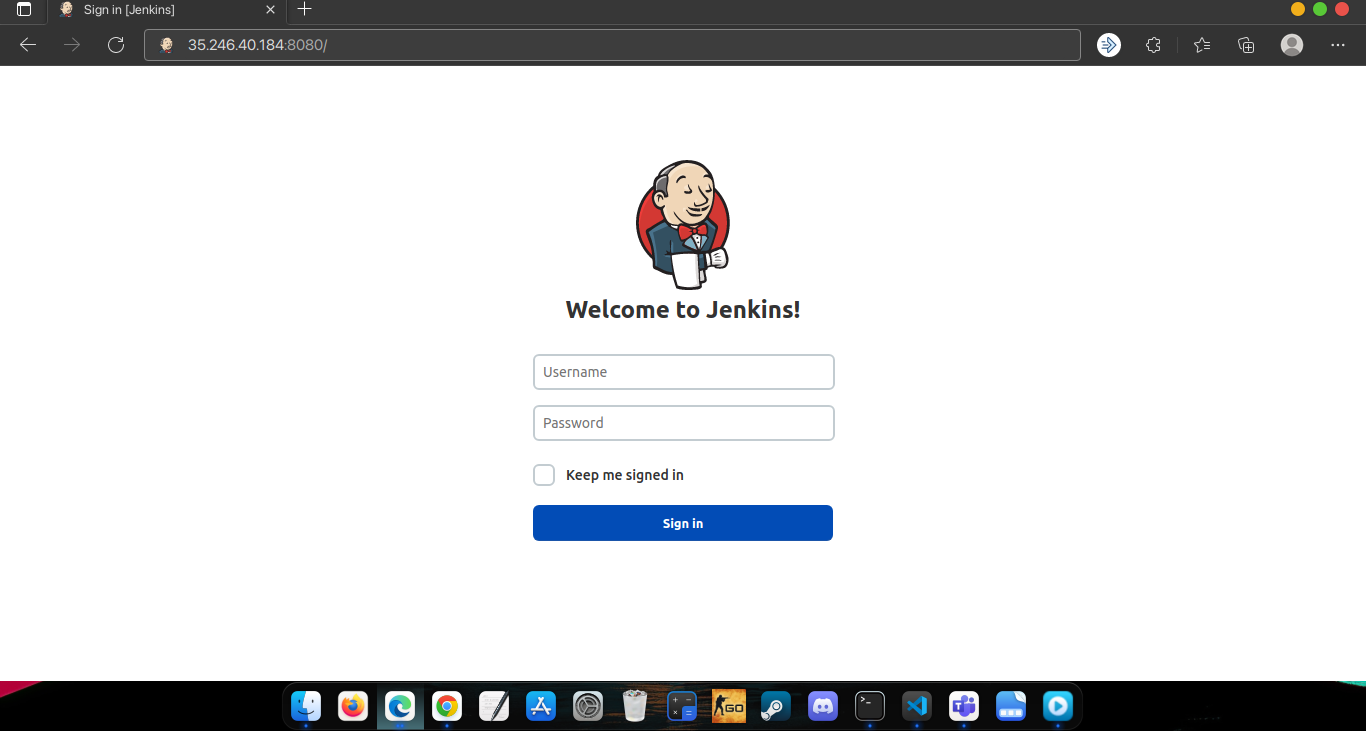 Sign in [Jenkins]
35.246.40.184:8080/
Welcome to Jenkins!
Username
Password
Keep me signed in
Sign in
GO